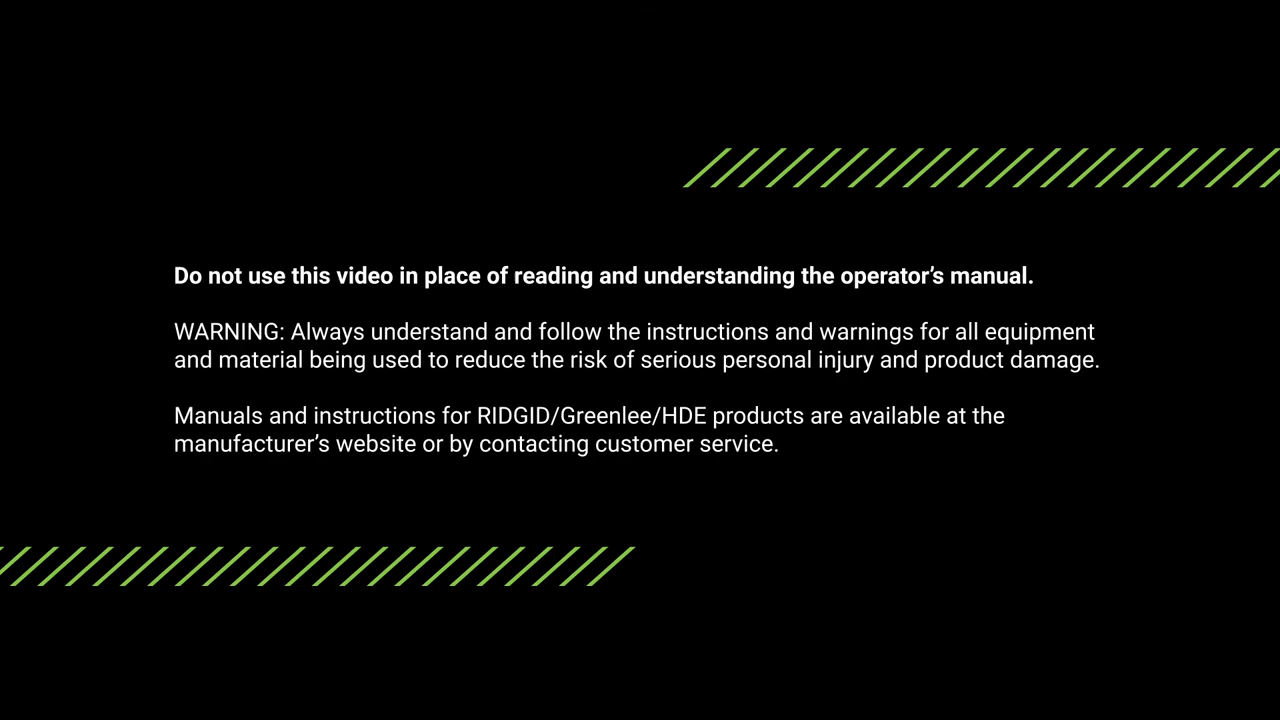 Do not use this video in place of reading and understanding the operator’s manual.
WARNING: Always understand and follow the instructions and warnings for all equipment
and material being used to reduce the risk of serious personal injury and product damage.
Manuals and instructions for RIDGID/Greenlee/HDE products are available at the
manufacturer’s website or by contacting customer service.